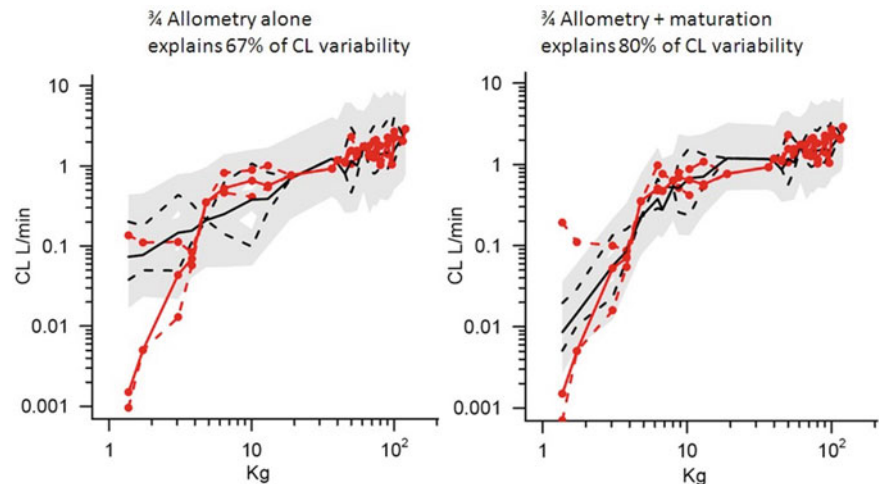 ¾ Allometry alone
explains 67% of CL variability
¾ Allometry + maturation
explains 80% of CL variability
10
1
0.1
0.01
0.001
CL L/min
1
10
10²
Kg
10
1
0.1
0.01
0.001
CL L/min
1
10
10²
Kg